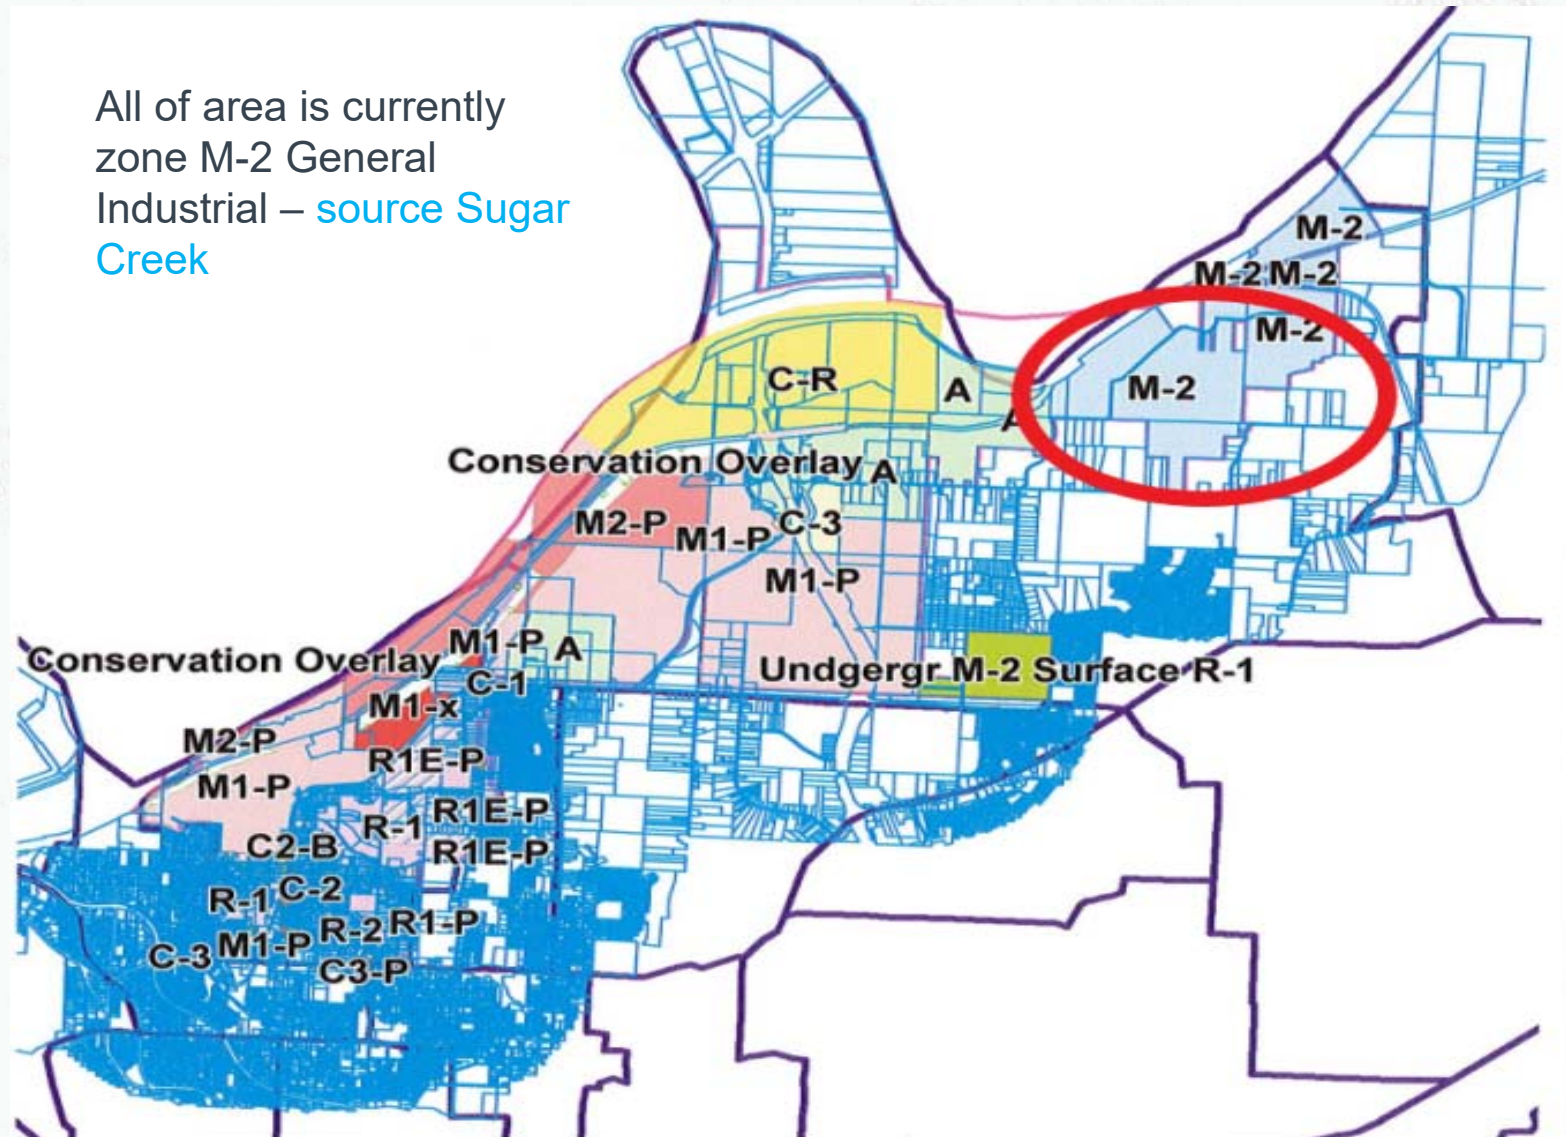 All of area is currently
zone M-2 General
Industrial – source Sugar
Creek
M-2
M-2 M-2
M-2
C-R
A
M-2
A
Conservation Overlay
A
M2-P
M1-P
C-3
M1-P
M1-P
A
Conservation Overlay
C-1
Undgergr M-2 Surface R-1
M1-x
M2-P
R1E-P
M1-P
R1E-P
R-1
C2-B
R1E-P
R-1
C-2
R-2
R1-P
C-3
M1-P
C3-P